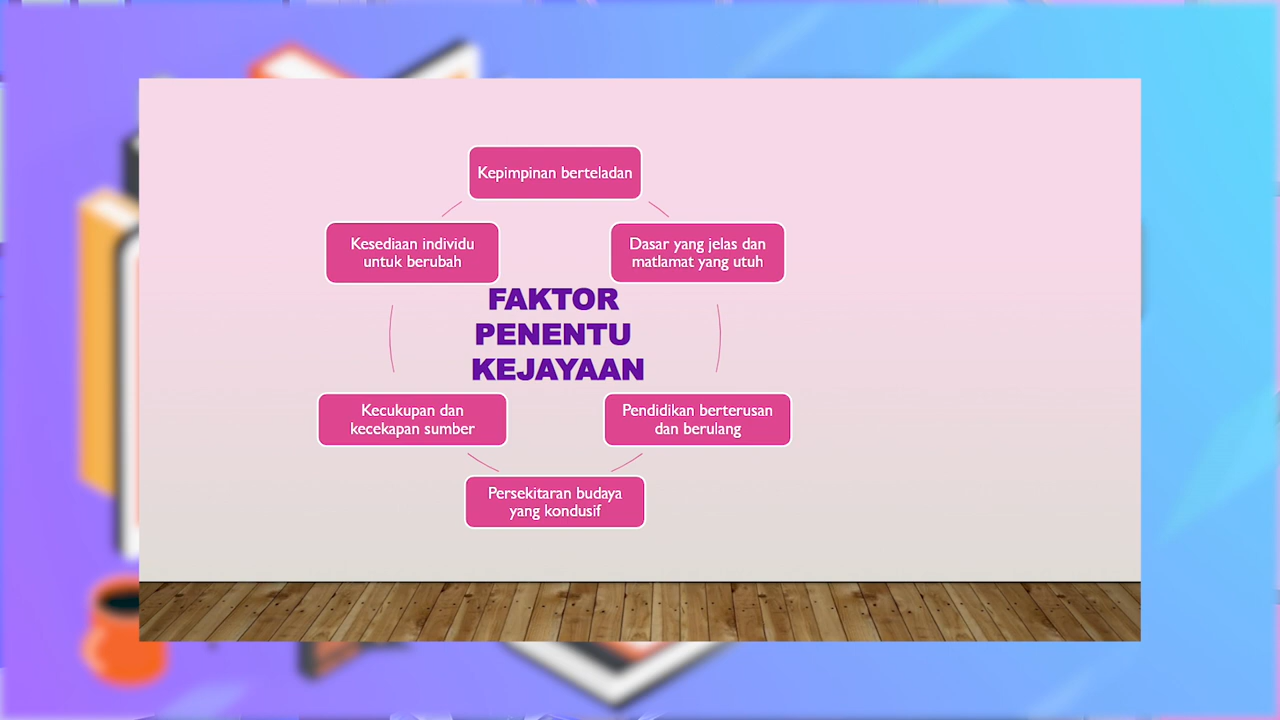 Kepimpinan berteladan
Kesediaan individu
untuk berubah
Dasar yang jelas dan
matlamat yang utuh
FAKTOR
PENENTU
KEJAYAAN
Kecukupan dan
kecekapan sumber
Pendidikan berterusan
dan berulang
Persekitaran budaya
yang kondusif